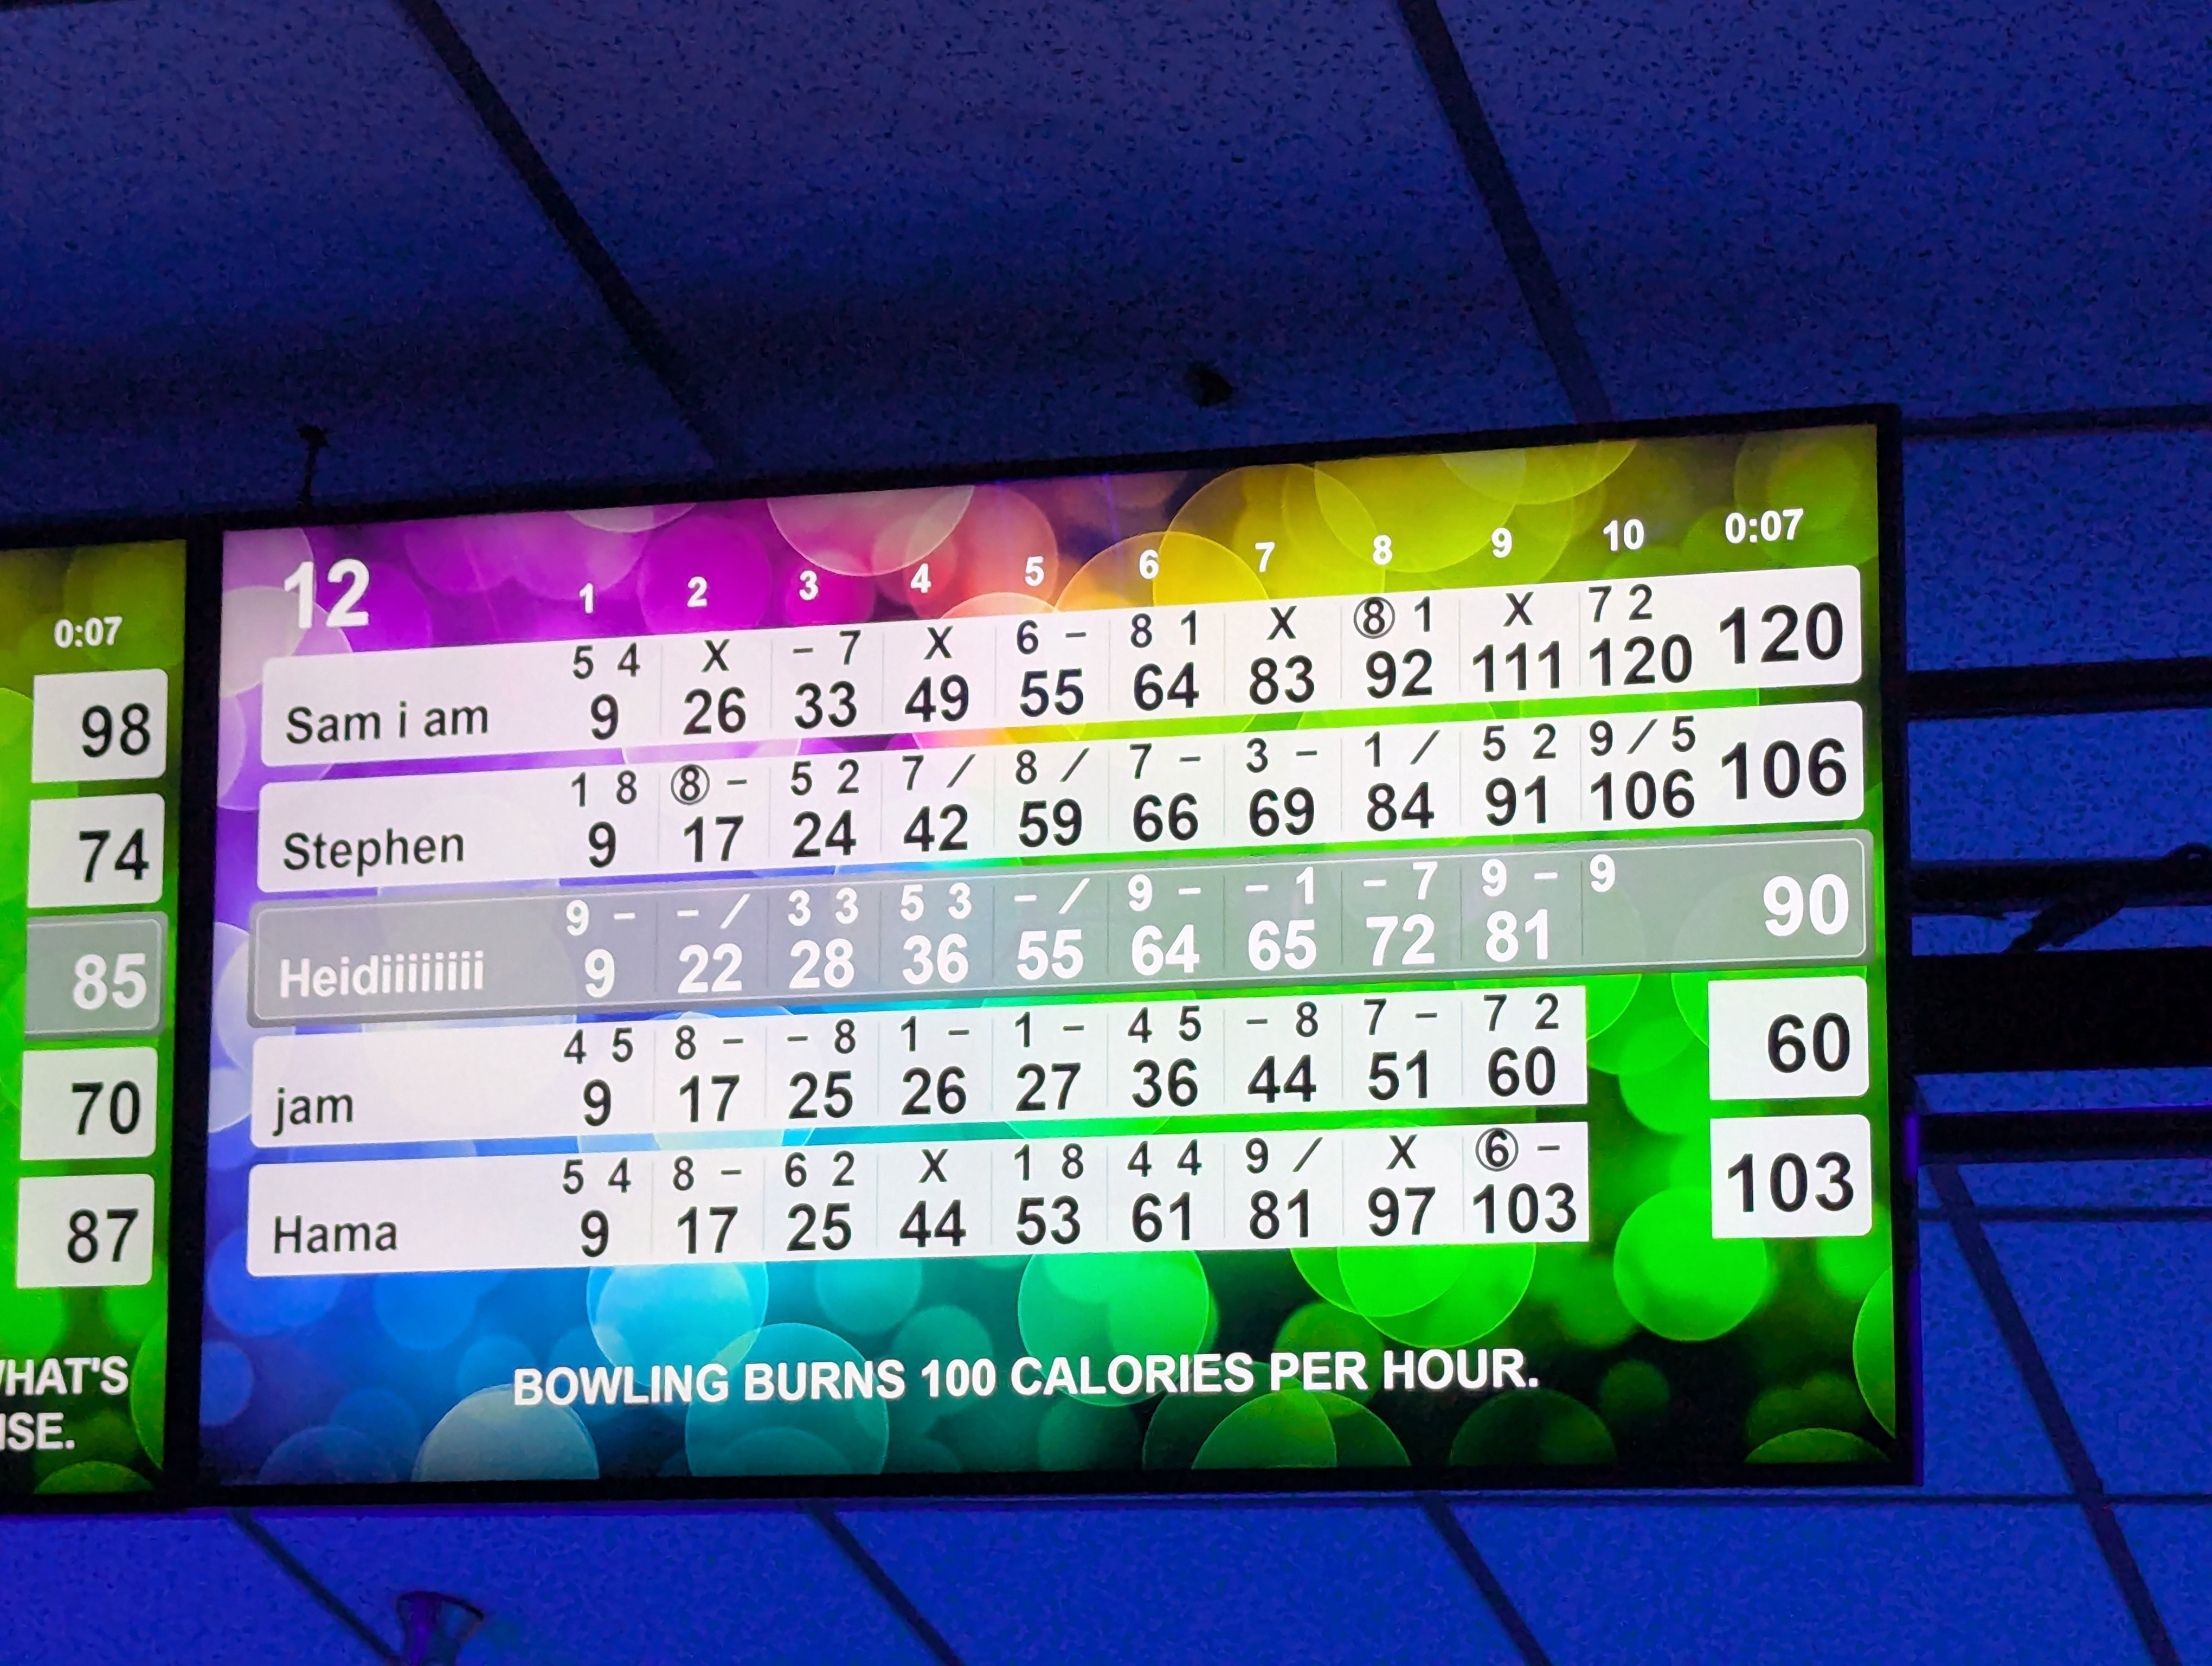 0:07
98
74
85
70
87
12 1 2 3 4 5 6 7 8 9 10 0:07
5 4 X - 7 X 6 - 8 1 X 8 1 X 7 2
Sam i am 9 26 33 49 55 64 83 92 111 120 120
1 8 8 - 5 2 7 / 8 / 7 - 3 - 1 / 5 2 9 / 5
Stephen 9 17 24 42 59 66 69 84 91 106 106
9 - - / 3 3 5 3 - / 9 - - 1 - 7 9 - 9
Heidiiiiiiiii 9 22 28 36 55 64 65 72 81 90
4 5 8 - - 8 1 - 1 - 4 5 - 8 7 - 7 2
jam 9 17 25 26 27 36 44 51 60 60
5 4 8 - 6 2 X 1 8 4 4 9 / X 6 -
Hama 9 17 25 44 53 61 81 97 103 103
BOWLING BURNS 100 CALORIES PER HOUR.